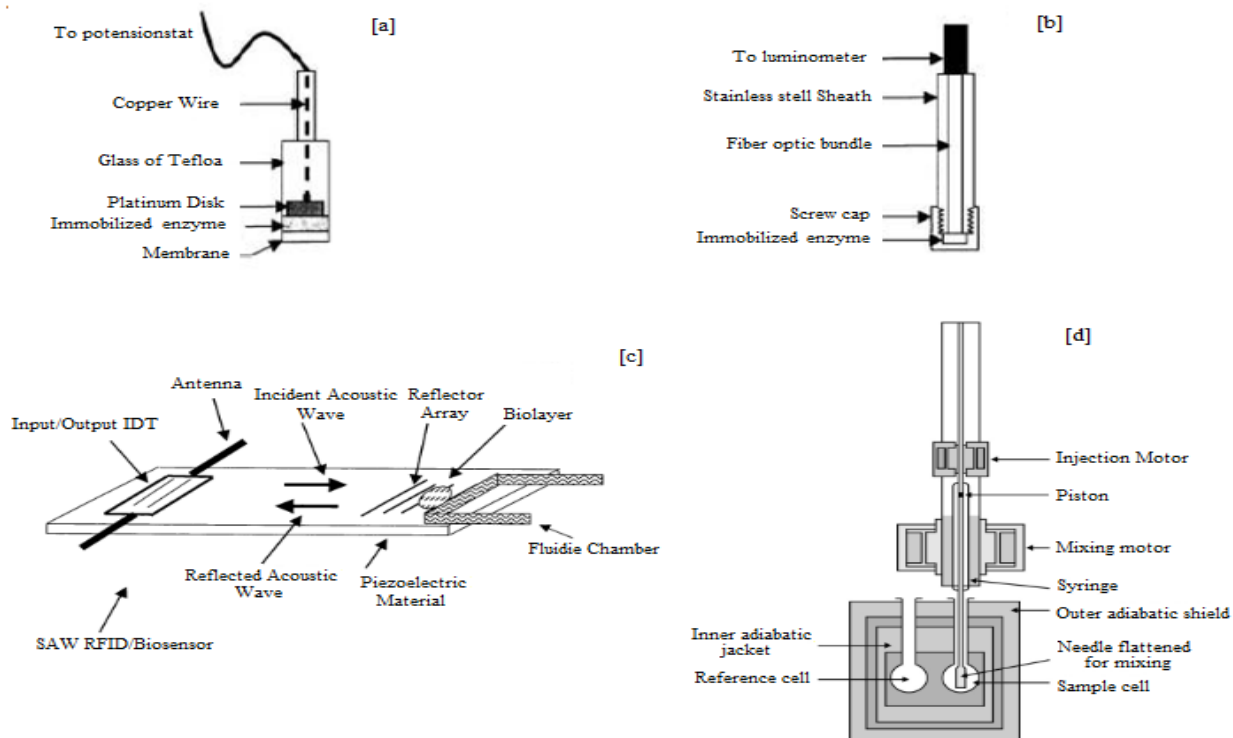 To potensionstat
[a]
Copper Wire
Glass of Tefloa
Platinum Disk
Immobilized enzyme
Membrane
[b]
To luminometer
Stainless stell Sheath
Fiber optic bundle
Screw cap
Immobilized enzyme
[c]
Antenna
Input/Output IDT
Incident Acoustic
Wave
Reflector
Array
Biolayer
Reflected Acoustic
Wave
Piezoelectric
Material
Fluidie Chamber
SAW RFID/Biosensor
[d]
Injection Motor
Piston
Mixing motor
Syringe
Outer adiabatic shield
Inner adiabatic
jacket
Reference cell
Needle flattened
for mixing
Sample cell